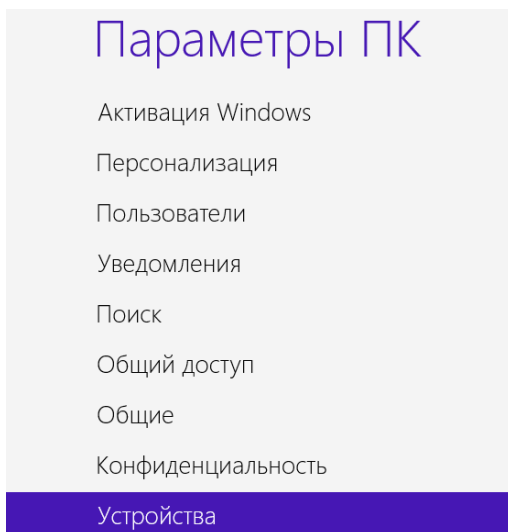 Параметры ПК
Активация Windows
Персонализация
Пользователи
Уведомления
Поиск
Общий доступ
Общие
Конфиденциальность
Устройства